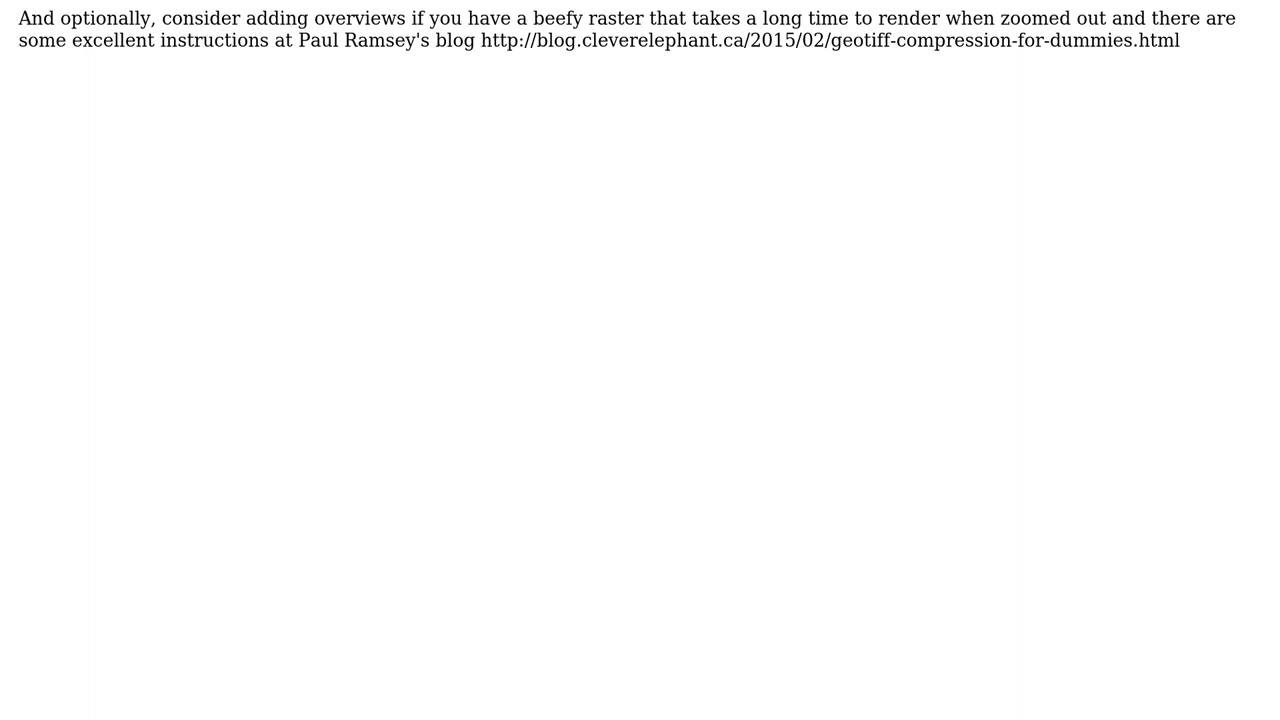 And optionally, consider adding overviews if you have a beefy raster that takes a long time to render when zoomed out and there are
some excellent instructions at Paul Ramsey's blog http://blog.cleverelephant.ca/2015/02/geotiff-compression-for-dummies.html